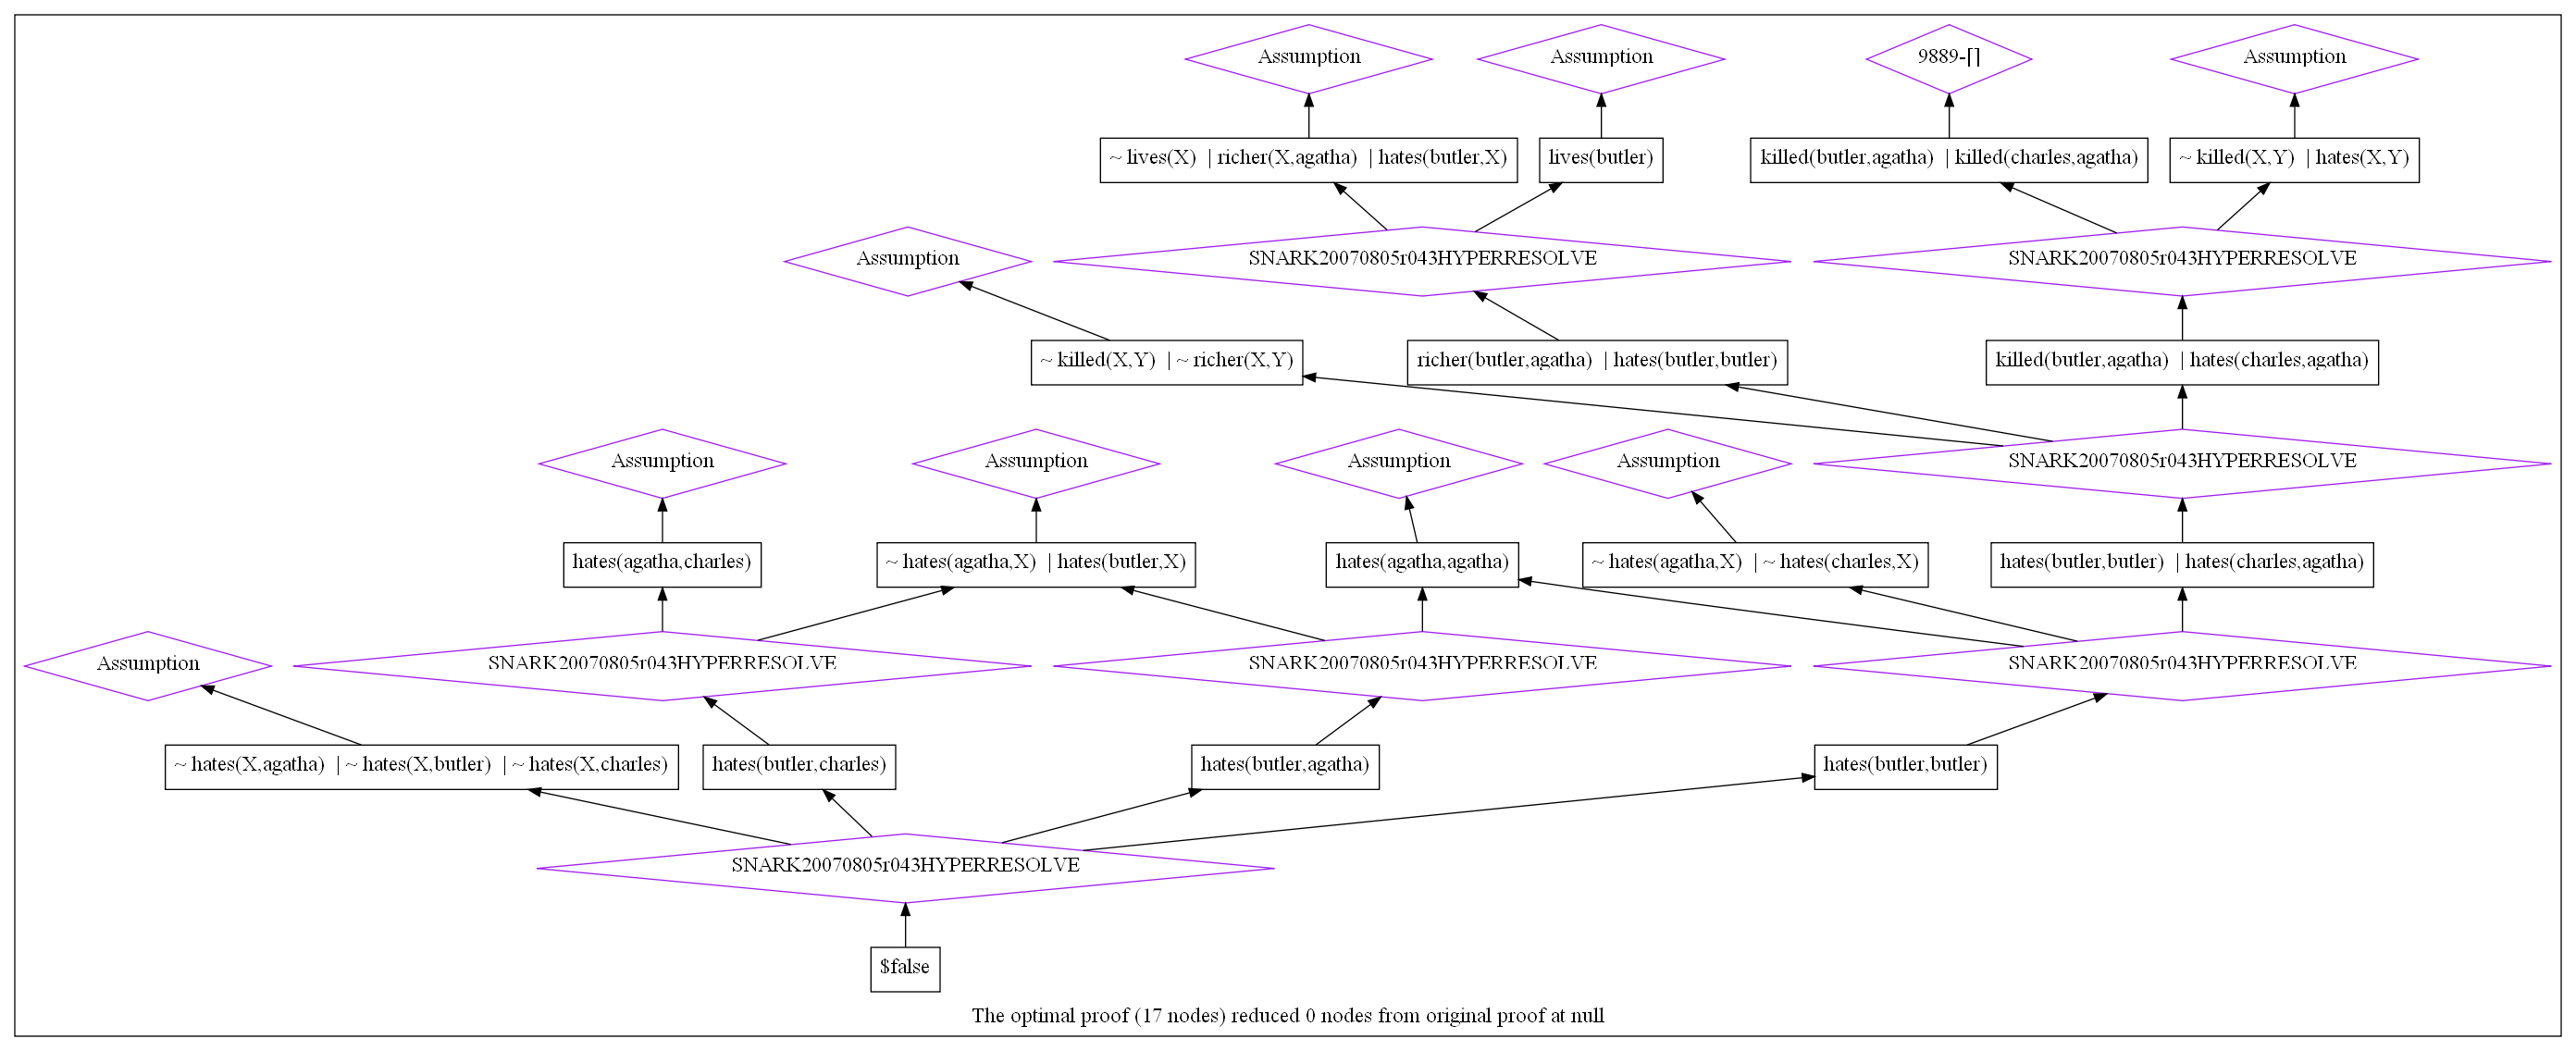 Assumption
Assumption
9889-[]
Assumption
~ lives(X) | richer(X,agatha) | hates(butler,X)
lives(butler)
killed(butler,agatha) | killed(charles,agatha)
~ killed(X,Y) | hates(X,Y)
Assumption
SNARK20070805r043HYPERRESOLVE
SNARK20070805r043HYPERRESOLVE
~ killed(X,Y) | ~ richer(X,Y)
richer(butler,agatha) | hates(butler,butler)
killed(butler,agatha) | hates(charles,agatha)
Assumption
Assumption
Assumption
Assumption
SNARK20070805r043HYPERRESOLVE
hates(agatha,charles)
~ hates(agatha,X) | hates(butler,X)
hates(agatha,agatha)
~ hates(agatha,X) | ~ hates(charles,X)
hates(butler,butler) | hates(charles,agatha)
Assumption
SNARK20070805r043HYPERRESOLVE
SNARK20070805r043HYPERRESOLVE
SNARK20070805r043HYPERRESOLVE
~ hates(X,agatha) | ~ hates(X,butler) | ~ hates(X,charles)
hates(butler,charles)
hates(butler,agatha)
hates(butler,butler)
SNARK20070805r043HYPERRESOLVE
$false
The optimal proof (17 nodes) reduced 0 nodes from original proof at null